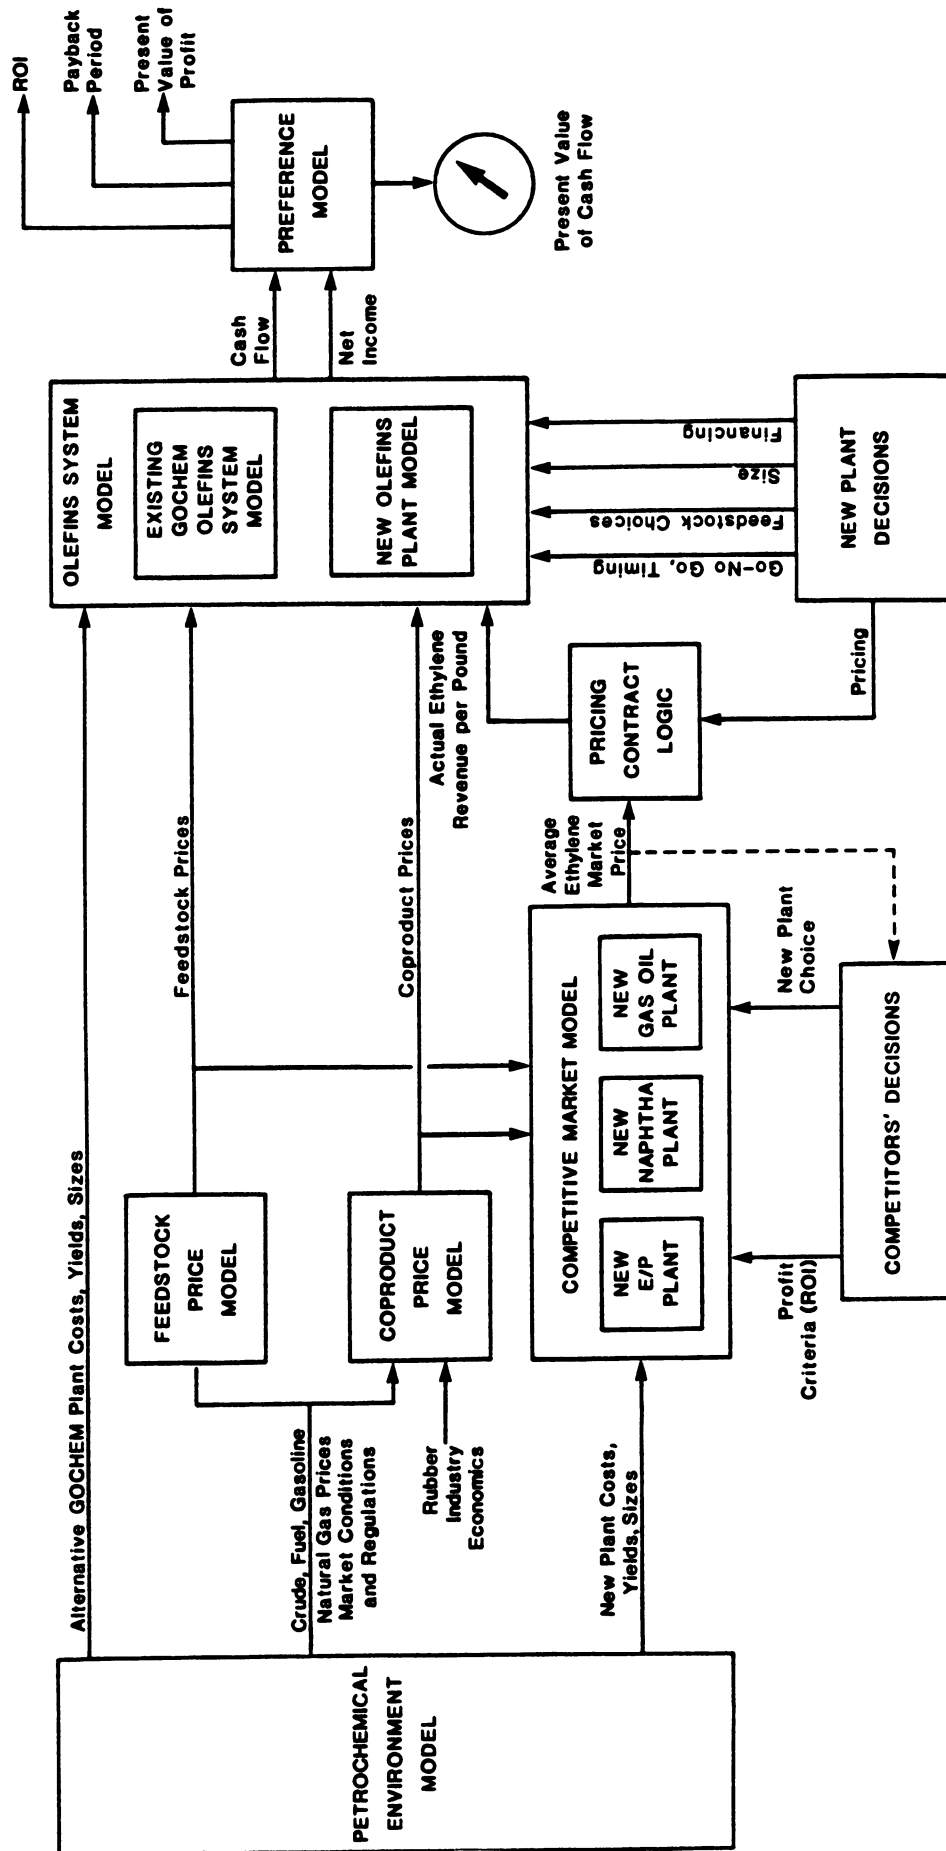 PETROCHEMICAL
ENVIRONMENT
MODEL
Alternative GOCHEM Plant Costs, Yields, Sizes
Crude, Fuel, Gasoline
Natural Gas Prices
Market Conditions
and Regulations
Rubber
Industry
Economics
New Plant Costs,
Yields, Sizes
FEEDSTOCK
PRICE
MODEL
COPRODUCT
PRICE
MODEL
Feedstock Prices
Coproduct Prices
COMPETITIVE MARKET MODEL
NEW
E/P
PLANT
NEW
NAPHTHA
PLANT
NEW
GAS OIL
PLANT
Profit
Criteria (ROI)
New Plant
Choice
COMPETITORS' DECISIONS
Average
Ethylene
Market
Price
PRICING
CONTRACT
LOGIC
Actual Ethylene
Revenue per Pound
Pricing
OLEFINS SYSTEM
MODEL
EXISTING
GOCHEM
OLEFINS
SYSTEM
MODEL
NEW OLEFINS
PLANT MODEL
Go-No Go, Timing
Feedstock Choices
Size
Financing
NEW PLANT
DECISIONS
Cash
Flow
Net
Income
PREFERENCE
MODEL
ROI
Payback
Period
Present
Value of
Profit
Present Value
of Cash Flow